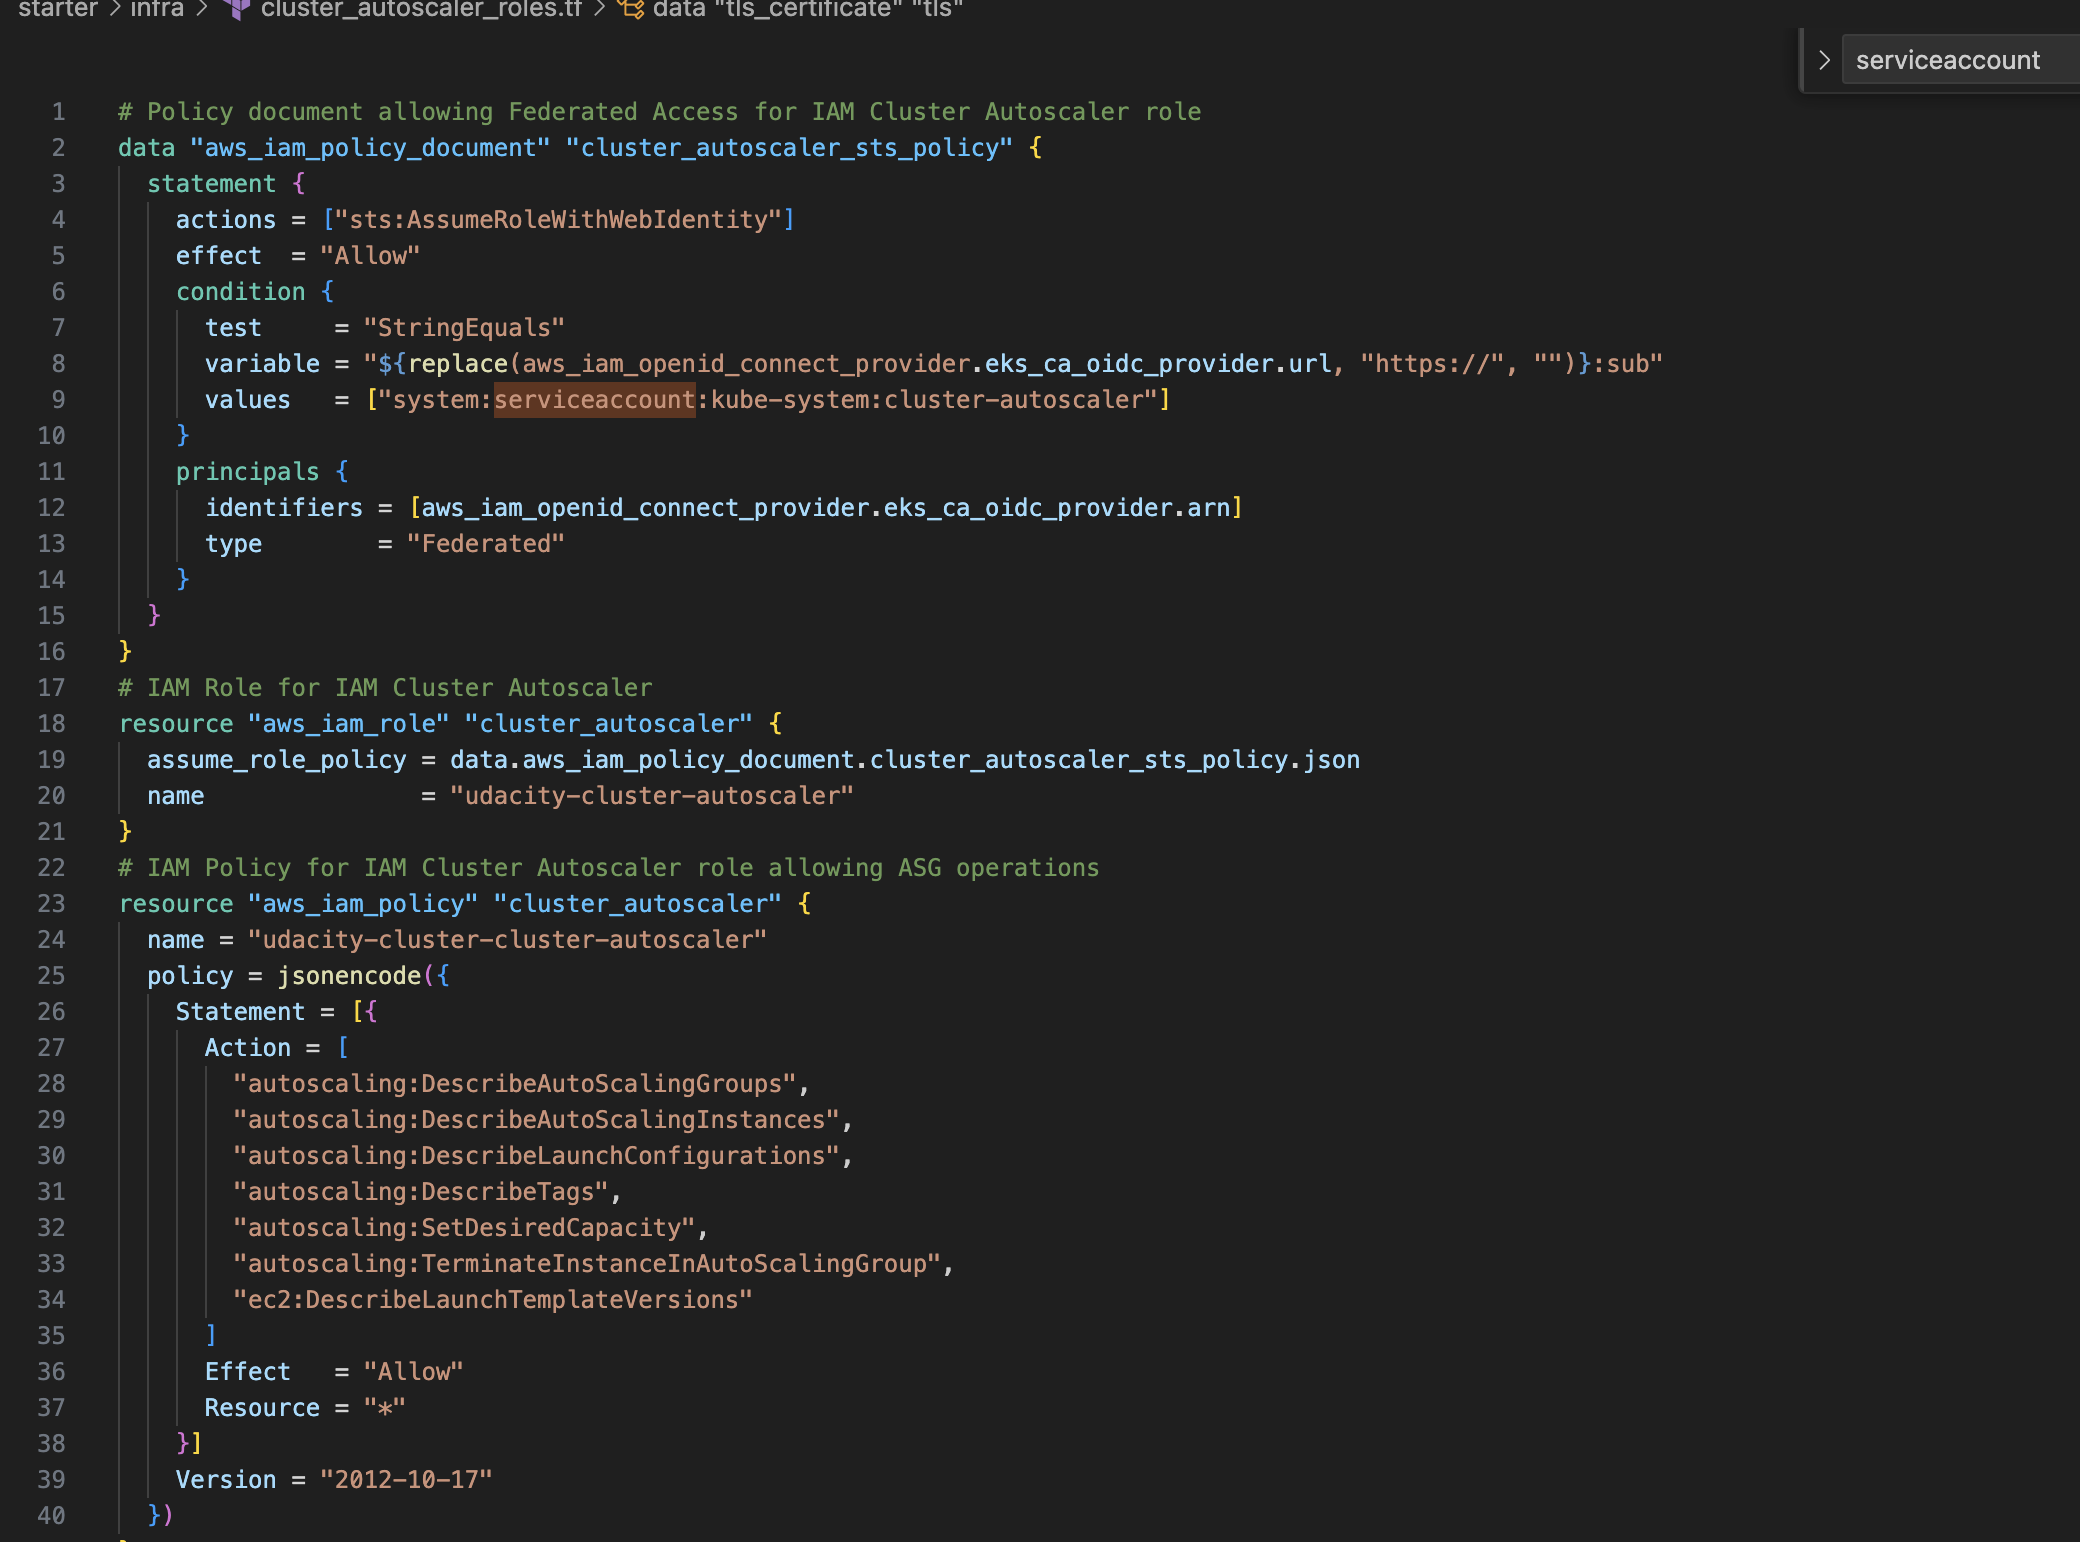 starter > infra > cluster_autoscaler_roles.tf > data "tls_certificate" "tls"
> serviceaccount
1 # Policy document allowing Federated Access for IAM Cluster Autoscaler role
2 data "aws_iam_policy_document" "cluster_autoscaler_sts_policy" {
3   statement {
4     actions = ["sts:AssumeRoleWithWebIdentity"]
5     effect  = "Allow"
6     condition {
7       test     = "StringEquals"
8       variable = "${replace(aws_iam_openid_connect_provider.eks_ca_oidc_provider.url, "https://", "")}:sub"
9       values   = ["system:serviceaccount:kube-system:cluster-autoscaler"]
10     }
11     principals {
12       identifiers = [aws_iam_openid_connect_provider.eks_ca_oidc_provider.arn]
13       type        = "Federated"
14     }
15   }
16 }
17 # IAM Role for IAM Cluster Autoscaler
18 resource "aws_iam_role" "cluster_autoscaler" {
19   assume_role_policy = data.aws_iam_policy_document.cluster_autoscaler_sts_policy.json
20   name               = "udacity-cluster-autoscaler"
21 }
22 # IAM Policy for IAM Cluster Autoscaler role allowing ASG operations
23 resource "aws_iam_policy" "cluster_autoscaler" {
24   name = "udacity-cluster-cluster-autoscaler"
25   policy = jsonencode({
26     Statement = [{
27       Action = [
28         "autoscaling:DescribeAutoScalingGroups",
29         "autoscaling:DescribeAutoScalingInstances",
30         "autoscaling:DescribeLaunchConfigurations",
31         "autoscaling:DescribeTags",
32         "autoscaling:SetDesiredCapacity",
33         "autoscaling:TerminateInstanceInAutoScalingGroup",
34         "ec2:DescribeLaunchTemplateVersions"
35       ]
36       Effect   = "Allow"
37       Resource = "*"
38     }]
39     Version = "2012-10-17"
40   })